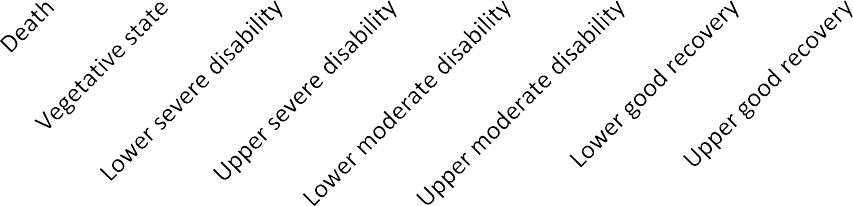 Death
Vegetative state
Lower severe disability
Upper severe disability
Lower moderate disability
Upper moderate disability
Lower good recovery
Upper good recovery